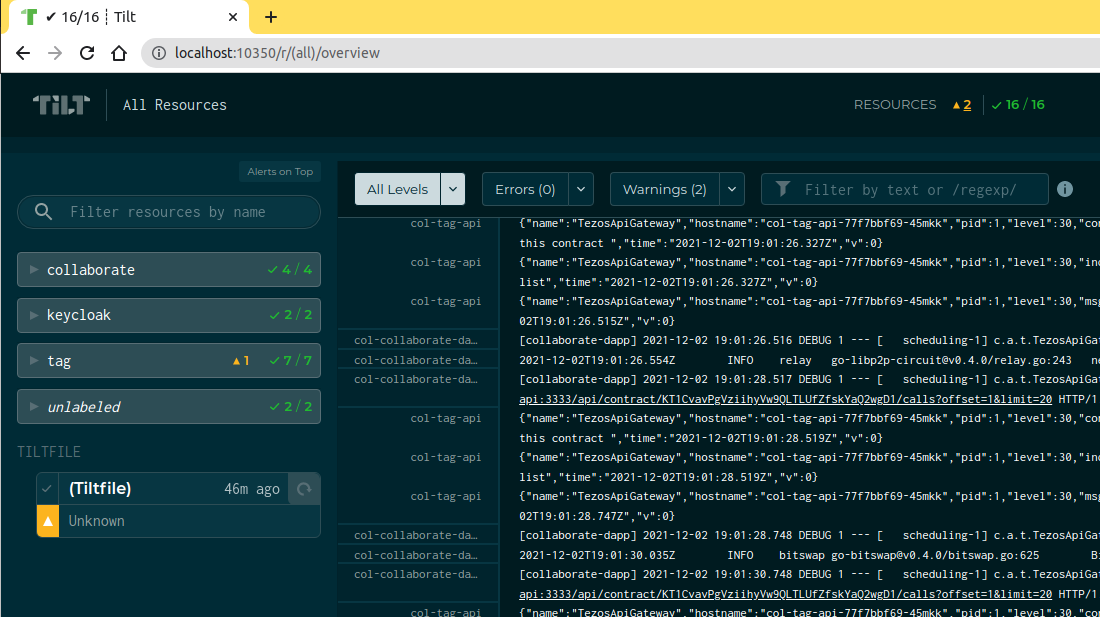 ✔ 16/16 ┊ Tilt
localhost:10350/r/(all)/overview
TILT All Resources RESOURCES ▲2 ✓ 16 / 16
Alerts on Top
Filter resources by name
collaborate ✓ 4 / 4
keycloak ✓ 2 / 2
tag ▲1 ✓ 7 / 7
unlabeled ✓ 2 / 2
TILTFILE
(Tiltfile) 46m ago
Unknown
All Levels Errors (0) Warnings (2) Filter by text or /regexp/
col-tag-api {"name":"TezosApiGateway","hostname":"col-tag-api-77f7bbf69-45mkk","pid":1,"level":30,"con
this contract ","time":"2021-12-02T19:01:26.327Z","v":0}
col-tag-api {"name":"TezosApiGateway","hostname":"col-tag-api-77f7bbf69-45mkk","pid":1,"level":30,"ind
list","time":"2021-12-02T19:01:26.327Z","v":0}
col-tag-api {"name":"TezosApiGateway","hostname":"col-tag-api-77f7bbf69-45mkk","pid":1,"level":30,"msg
02T19:01:26.515Z","v":0}
col-collaborate-da… [collaborate-dapp] 2021-12-02 19:01:26.516 DEBUG 1 --- [ scheduling-1] c.a.t.TezosApiGa
col-collaborate-da… 2021-12-02T19:01:26.554Z INFO relay go-libp2p-circuit@v0.4.0/relay.go:243 ne
col-collaborate-da… [collaborate-dapp] 2021-12-02 19:01:28.517 DEBUG 1 --- [ scheduling-1] c.a.t.TezosApiGa
api:3333/api/contract/KT1CvavPgVziihyVw9QLTLUfZfskYaQ2wgD1/calls?offset=1&limit=20 HTTP/1
col-tag-api {"name":"TezosApiGateway","hostname":"col-tag-api-77f7bbf69-45mkk","pid":1,"level":30,"con
this contract ","time":"2021-12-02T19:01:28.519Z","v":0}
col-tag-api {"name":"TezosApiGateway","hostname":"col-tag-api-77f7bbf69-45mkk","pid":1,"level":30,"ind
list","time":"2021-12-02T19:01:28.519Z","v":0}
col-tag-api {"name":"TezosApiGateway","hostname":"col-tag-api-77f7bbf69-45mkk","pid":1,"level":30,"msg
02T19:01:28.747Z","v":0}
col-collaborate-da… [collaborate-dapp] 2021-12-02 19:01:28.748 DEBUG 1 --- [ scheduling-1] c.a.t.TezosApiGa
col-collaborate-da… 2021-12-02T19:01:30.035Z INFO bitswap go-bitswap@v0.4.0/bitswap.go:625 B
col-collaborate-da… [collaborate-dapp] 2021-12-02 19:01:30.748 DEBUG 1 --- [ scheduling-1] c.a.t.TezosApiGa
api:3333/api/contract/KT1CvavPgVziihyVw9QLTLUfZfskYaQ2wgD1/calls?offset=1&limit=20 HTTP/1
col-tag-api {"name":"TezosApiGateway","hostname":"col-tag-api-77f7bbf69-45mkk","pid":1,"level":30,"con